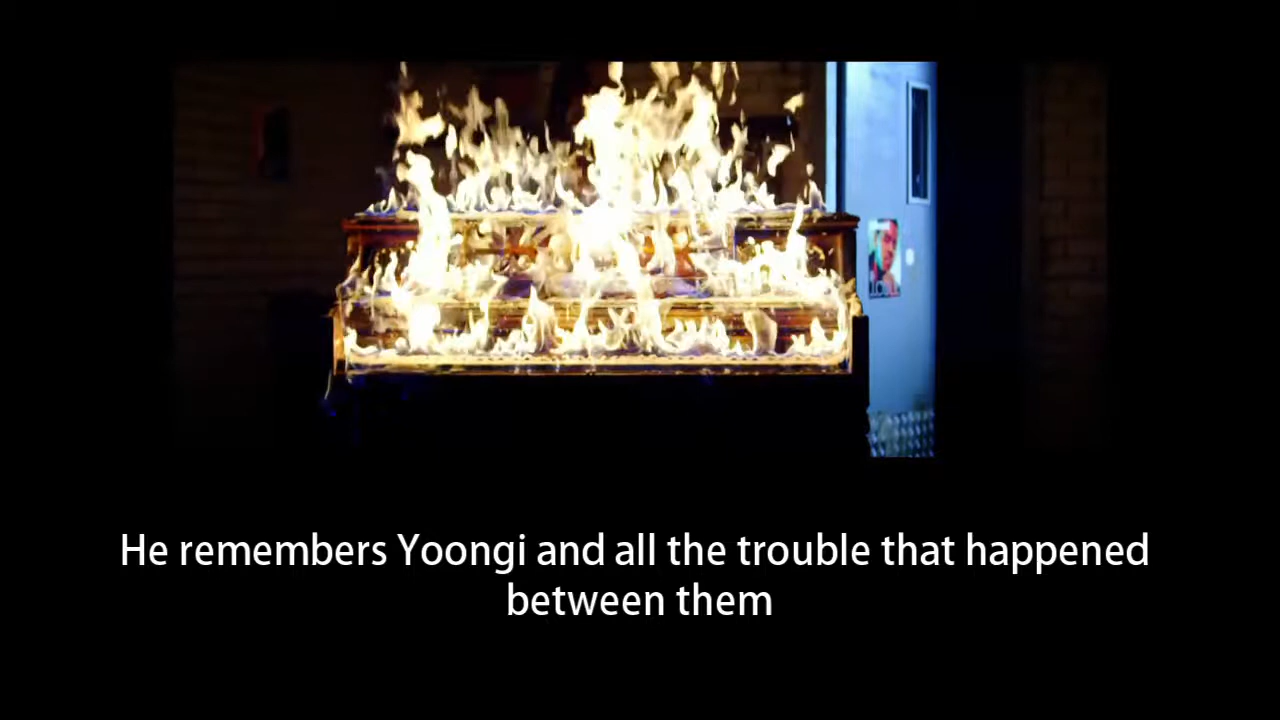 He remembers Yoongi and all the trouble that happened
between them